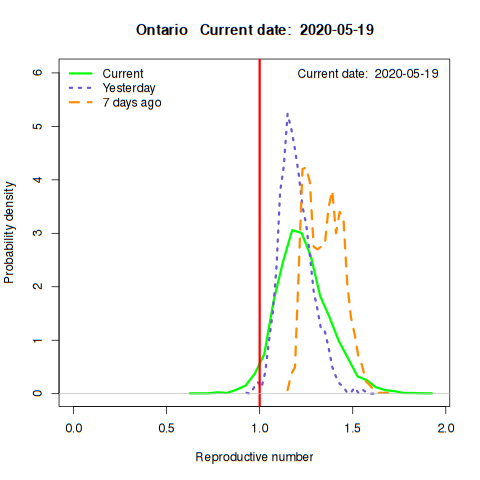 Ontario Current date: 2020-05-19
Current date: 2020-05-19
Current
Yesterday
7 days ago
Probability density
6
5
4
3
2
1
0
0.0 0.5 1.0 1.5 2.0
Reproductive number